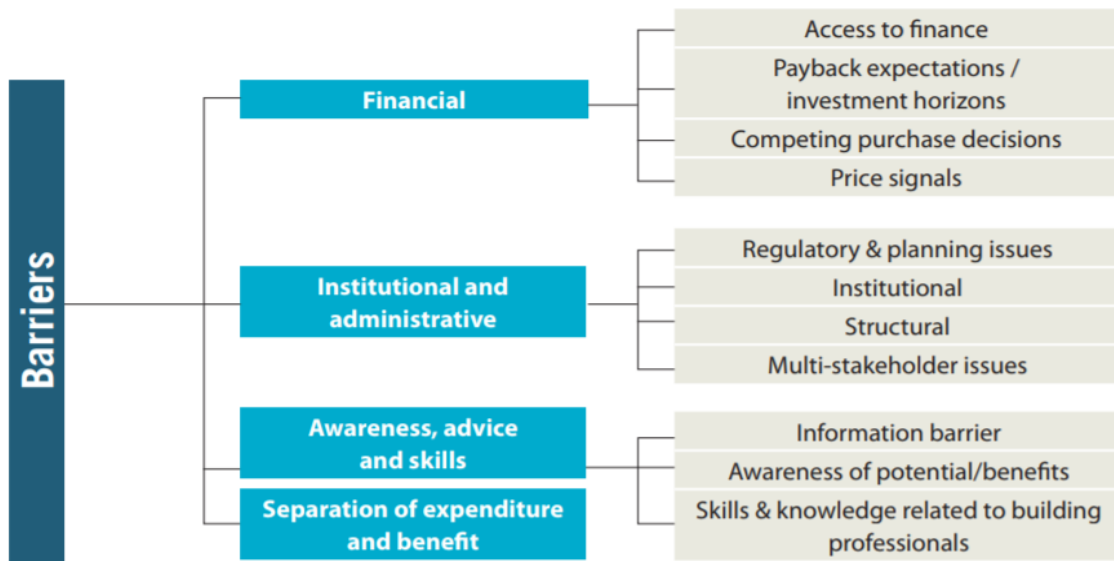 Barriers
Financial
Access to finance
Payback expectations /
investment horizons
Competing purchase decisions
Price signals
Institutional and
administrative
Regulatory & planning issues
Institutional
Structural
Multi-stakeholder issues
Awareness, advice
and skills
Information barrier
Awareness of potential/benefits
Skills & knowledge related to building
professionals
Separation of expenditure
and benefit